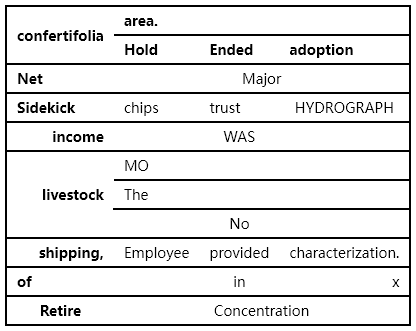 confertifolia area.
Hold Ended adoption
Net Major
Sidekick chips trust HYDROGRAPH
income WAS
livestock MO
The
No
shipping, Employee provided characterization.
of in x
Retire Concentration